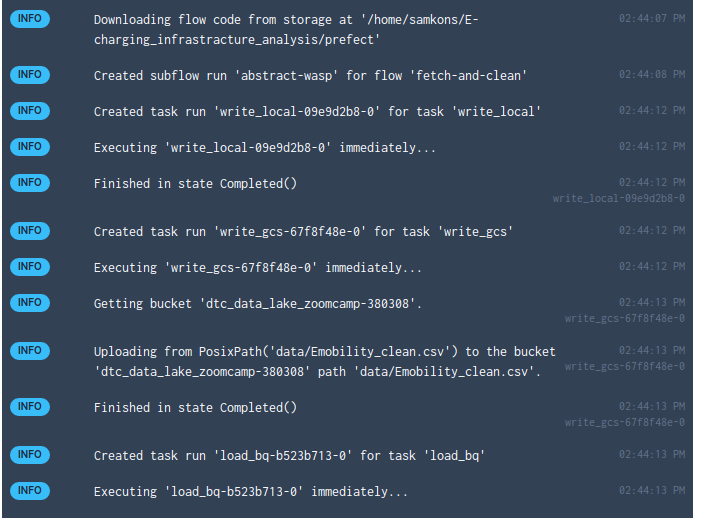 INFO Downloading flow code from storage at '/home/samkons/E- 02:44:07 PM
charging_infrastracture_analysis/prefect'
INFO Created subflow run 'abstract-wasp' for flow 'fetch-and-clean' 02:44:08 PM
INFO Created task run 'write_local-09e9d2b8-0' for task 'write_local' 02:44:12 PM
INFO Executing 'write_local-09e9d2b8-0' immediately... 02:44:12 PM
INFO Finished in state Completed() 02:44:12 PM
write_local-09e9d2b8-0
INFO Created task run 'write_gcs-67f8f48e-0' for task 'write_gcs' 02:44:12 PM
INFO Executing 'write_gcs-67f8f48e-0' immediately... 02:44:12 PM
INFO Getting bucket 'dtc_data_lake_zoomcamp-380308'. 02:44:13 PM
write_gcs-67f8f48e-0
INFO Uploading from PosixPath('data/Emobility_clean.csv') to the bucket 02:44:13 PM
'dtc_data_lake_zoomcamp-380308' path 'data/Emobility_clean.csv'. write_gcs-67f8f48e-0
INFO Finished in state Completed() 02:44:13 PM
write_gcs-67f8f48e-0
INFO Created task run 'load_bq-b523b713-0' for task 'load_bq' 02:44:13 PM
INFO Executing 'load_bq-b523b713-0' immediately... 02:44:13 PM